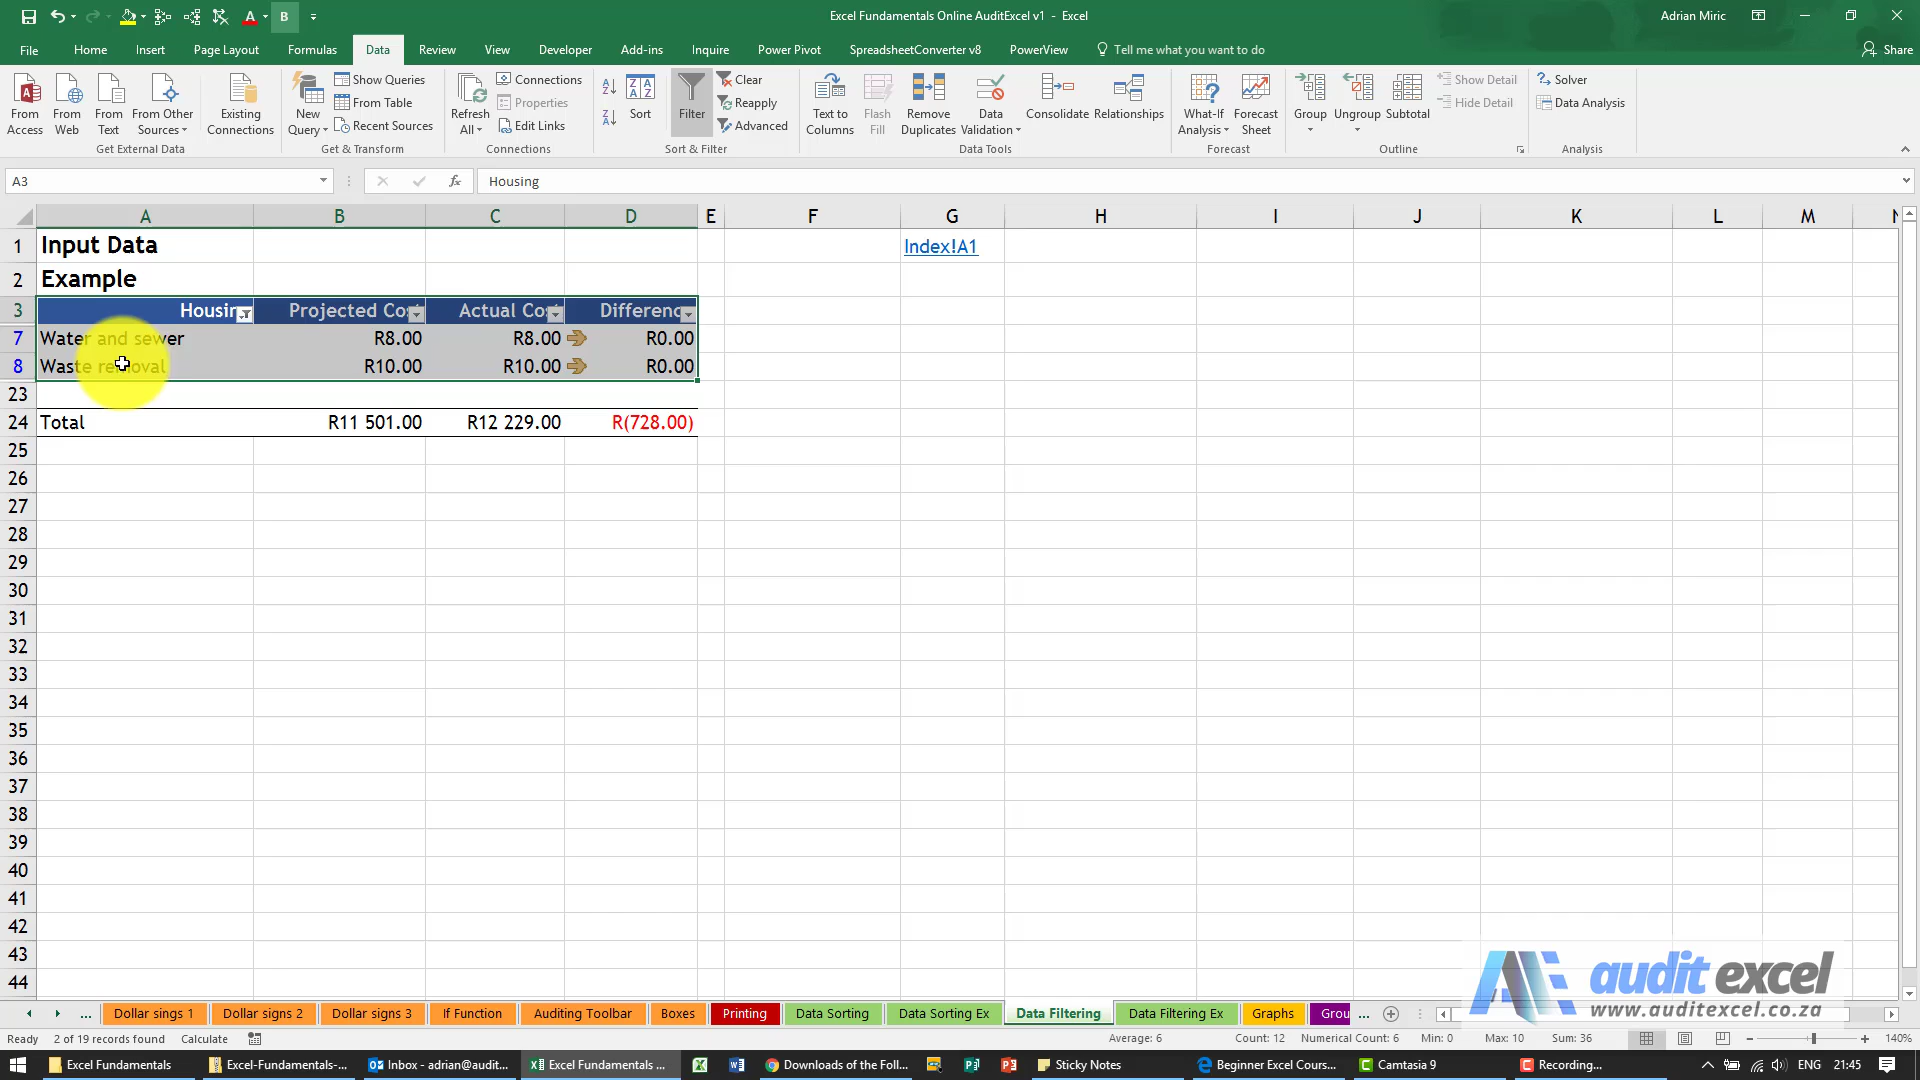 Excel Fundamentals Online AuditExcel v1 - Excel
Adrian Miric
File Home Insert Page Layout Formulas Data Review View Developer Add-ins Inquire Power Pivot SpreadsheetConverter v8 PowerView Tell me what you want to do Share
From Access
From Web
From Text
From Other Sources
Existing Connections
Get External Data
New Query
Show Queries
From Table
Recent Sources
Get & Transform
Refresh All
Connections
Properties
Edit Links
Connections
Sort
Filter
Clear
Reapply
Advanced
Sort & Filter
Text to Columns
Flash Fill
Remove Duplicates
Data Validation
Consolidate
Relationships
Data Tools
What-If Analysis
Forecast Sheet
Forecast
Group
Ungroup
Subtotal
Show Detail
Hide Detail
Outline
Solver
Data Analysis
Analysis
A3 fx Housing
A B C D E F G H I J K L M N
1 Input Data Index!A1
2 Example
3 Housin Projected Cos Actual Cos Differenc
7 Water and sewer R8.00 R8.00 R0.00
8 Waste removal R10.00 R10.00 R0.00
23
24 Total R11 501.00 R12 229.00 R(728.00)
25
26
27
28
29
30
31
32
33
34
35
36
37
38
39
40
41
42
43
44
audit excel
www.auditexcel.co.za
... Dollar sings 1 Dollar signs 2 Dollar signs 3 If Function Auditing Toolbar Boxes Printing Data Sorting Data Sorting Ex Data Filtering Data Filtering Ex Graphs Grou ...
Ready 2 of 19 records found Calculate Average: 6 Count: 12 Numerical Count: 6 Min: 0 Max: 10 Sum: 36 140%
Excel Fundamentals Excel-Fundamentals-... Inbox - adrian@audit... Excel Fundamentals ... Downloads of the Foll... Sticky Notes Beginner Excel Cours... Camtasia 9 Recording... ENG 21:45